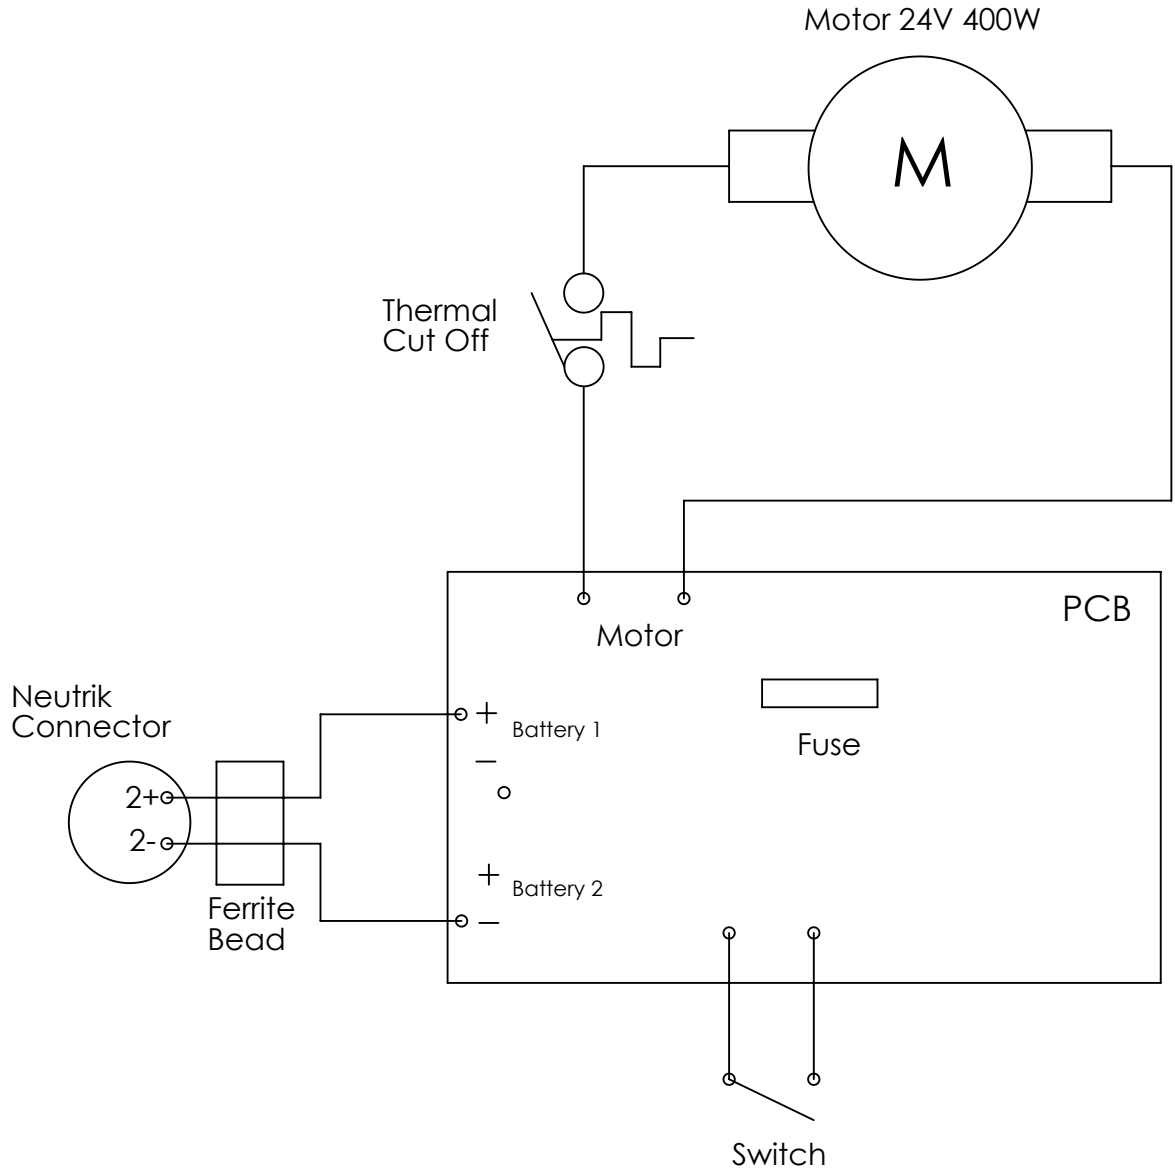 Motor 24V 400W
M
Thermal
Cut Off
PCB
Motor
Neutrik
Connector
+
Battery 1
−
Fuse
2+
2-
+
Battery 2
−
Ferrite
Bead
Switch